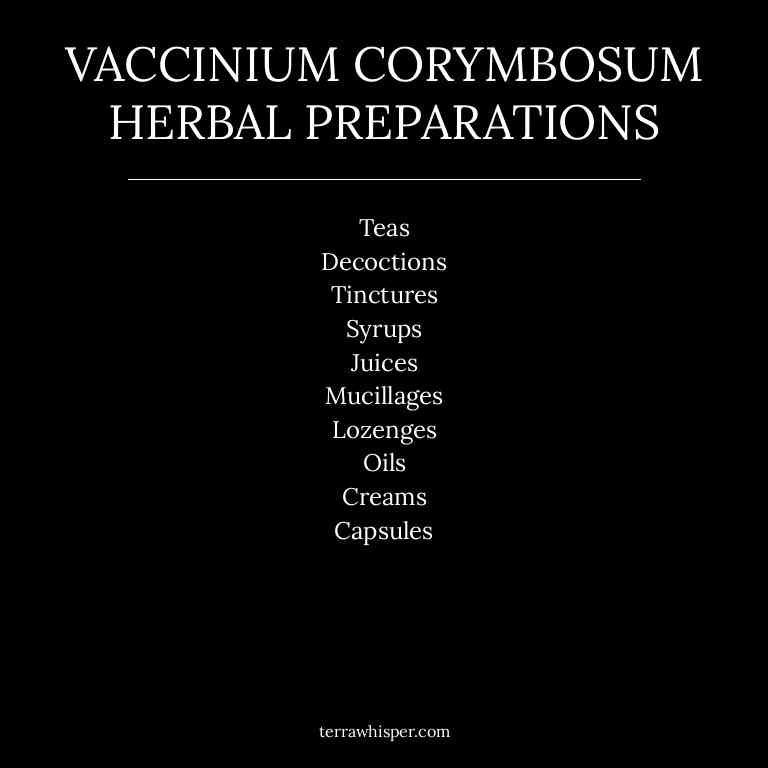 VACCINIUM CORYMBOSUM
HERBAL PREPARATIONS
Teas
Decoctions
Tinctures
Syrups
Juices
Mucillages
Lozenges
Oils
Creams
Capsules
terrawhisper.com